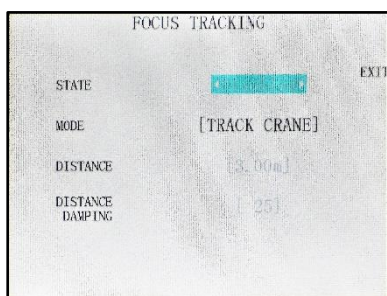 FOCUS TRACKING
EXIT
STATE
MODE [TRACK CRANE]
DISTANCE [3.00m]
DISTANCE [ 25]
DAMPING